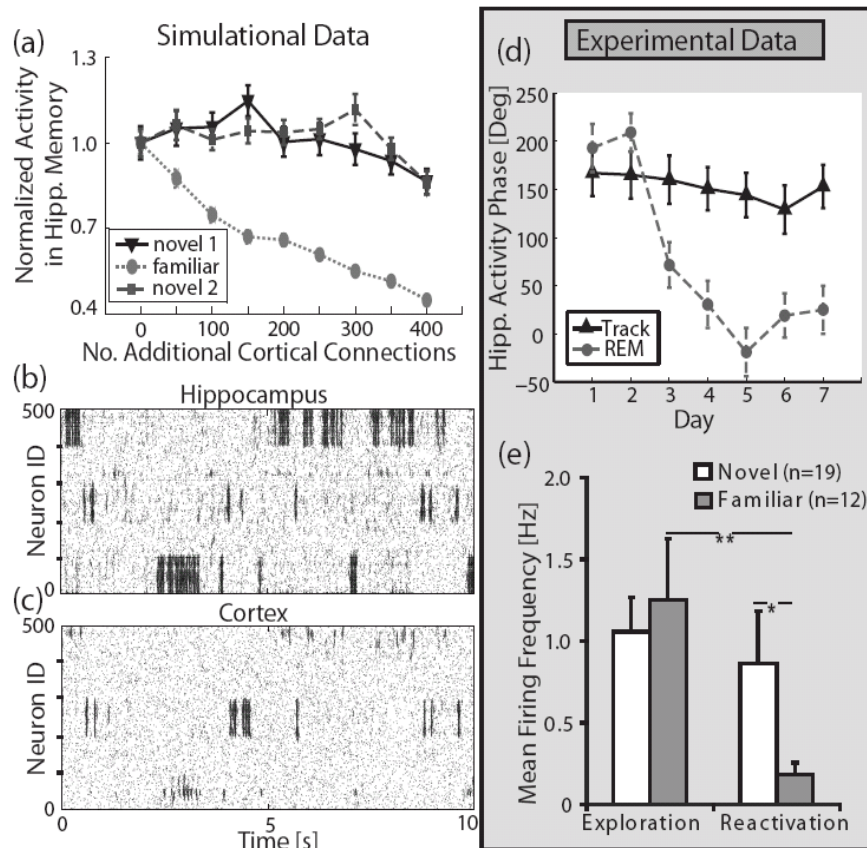 (a)
Simulational Data
Normalized Activity
in Hipp. Memory
1.3
1.0
0.7
0.4
novel 1
familiar
novel 2
0 100 200 300 400
No. Additional Cortical Connections
(b)
Hippocampus
500
Neuron ID
0
(c)
Cortex
500
Neuron ID
0
0 5 10
Time [s]
(d)
Experimental Data
Hipp. Activity Phase [Deg]
250
200
150
100
50
0
−50
Track
REM
1 2 3 4 5 6 7
Day
(e)
Mean Firing Frequency [Hz]
2.0
1.5
1.0
0.5
0
Novel (n=19)
Familiar (n=12)
**
*
Exploration Reactivation